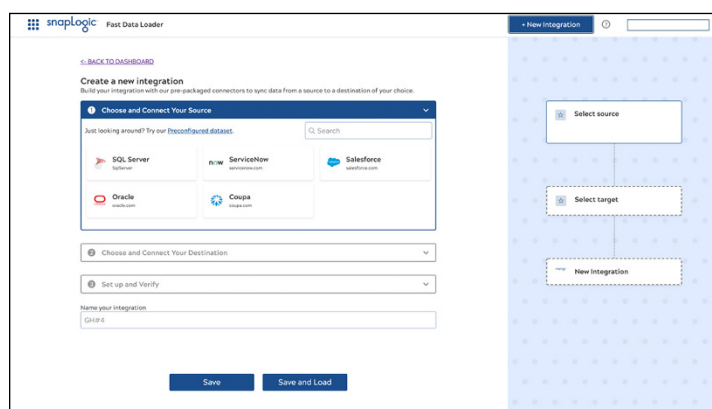 snapLogic Fast Data Loader
+ New Integration
<- BACK TO DASHBOARD
Create a new integration
Build your integration with our pre-packaged connectors to sync data from a source to a destination of your choice.
1 Choose and Connect Your Source
Just looking around? Try our Preconfigured dataset.
Search
SQL Server
SqlServer
now ServiceNow
servicenow.com
Salesforce
salesforce.com
Oracle
oracle.com
Coupa
coupa.com
2 Choose and Connect Your Destination
3 Set up and Verify
Name your integration
GH#4
Save
Save and Load
Select source
Select target
New Integration